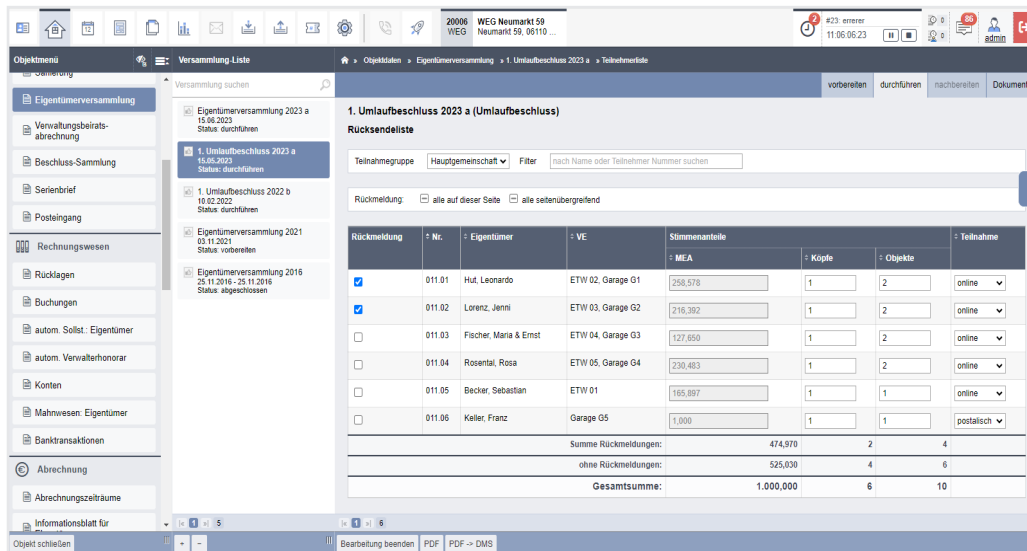 12
20006 WEG Neumarkt 59
WEG Neumarkt 59, 06110 ...
2
#23: errerer
11:06:06:23
0
0
86
admin
Objektmenü
Versammlung-Liste
» Objektdaten » Eigentümerversammlung » 1. Umlaufbeschluss 2023 a » Teilnehmerliste
Sanierung
Eigentümerversammlung
Verwaltungsbeirats-
abrechnung
Beschluss-Sammlung
Serienbrief
Posteingang
Rechnungswesen
Rücklagen
Buchungen
autom. Sollst.: Eigentümer
autom. Verwalterhonorar
Konten
Mahnwesen: Eigentümer
Banktransaktionen
Abrechnung
Abrechnungszeiträume
Informationsblatt für
Objekt schließen
Versammlung suchen
Eigentümerversammlung 2023 a
15.06.2023
Status: durchführen
1. Umlaufbeschluss 2023 a
15.05.2023
Status: durchführen
1. Umlaufbeschluss 2022 b
10.02.2022
Status: durchführen
Eigentümerversammlung 2021
03.11.2021
Status: vorbereiten
Eigentümerversammlung 2016
25.11.2016 - 25.11.2016
Status: abgeschlossen
1 5
+ -
vorbereiten durchführen nachbereiten Dokument
1. Umlaufbeschluss 2023 a (Umlaufbeschluss)
Rücksendeliste
Teilnahmegruppe Hauptgemeinschaft Filter nach Name oder Teilnehmer Nummer suchen
Rückmeldung: alle auf dieser Seite alle seitenübergreifend
Rückmeldung Nr. Eigentümer VE Stimmenanteile Teilnahme
MEA Köpfe Objekte
011.01 Hut, Leonardo ETW 02, Garage G1 258,578 1 2 online
011.02 Lorenz, Jenni ETW 03, Garage G2 216,392 1 2 online
011.03 Fischer, Maria & Ernst ETW 04, Garage G3 127,650 1 2 online
011.04 Rosental, Rosa ETW 05, Garage G4 230,483 1 2 online
011.05 Becker, Sebastian ETW 01 165,897 1 1 online
011.06 Keller, Franz Garage G5 1,000 1 1 postalisch
Summe Rückmeldungen: 474,970 2 4
ohne Rückmeldungen: 525,030 4 6
Gesamtsumme: 1.000,000 6 10
1 6
Bearbeitung beenden PDF PDF -> DMS